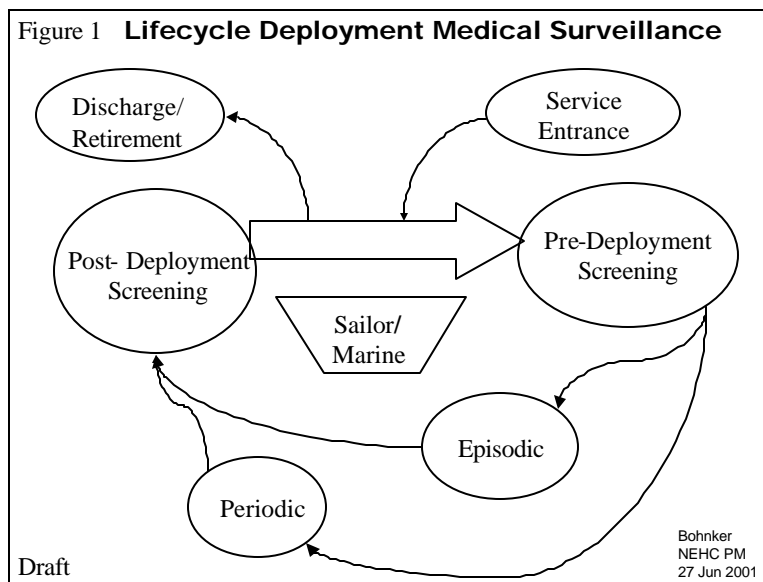 Figure 1 Lifecycle Deployment Medical Surveillance
Discharge/
Retirement
Service
Entrance
Post- Deployment
Screening
Pre-Deployment
Screening
Sailor/
Marine
Episodic
Periodic
Draft
Bohnker
NEHC PM
27 Jun 2001